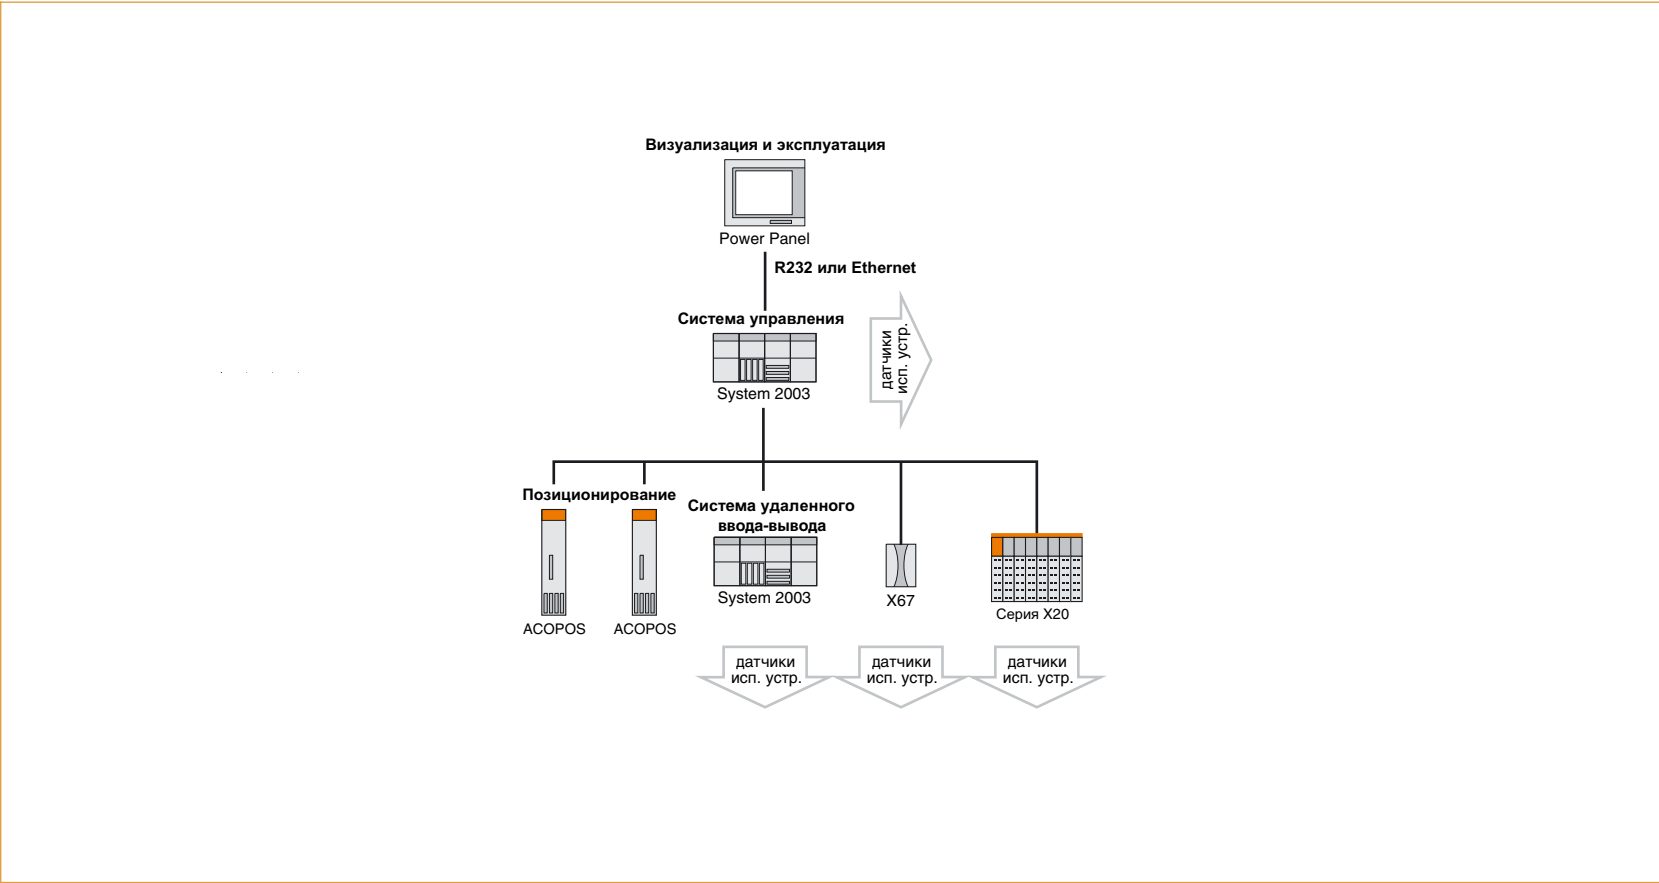 Визуализация и эксплуатация
Power Panel
R232 или Ethernet
Система управления
System 2003
датчики
исп. устр.
Позиционирование
Система удаленного
ввода-вывода
ACOPOS
ACOPOS
System 2003
X67
Серия X20
датчики
исп. устр.
датчики
исп. устр.
датчики
исп. устр.